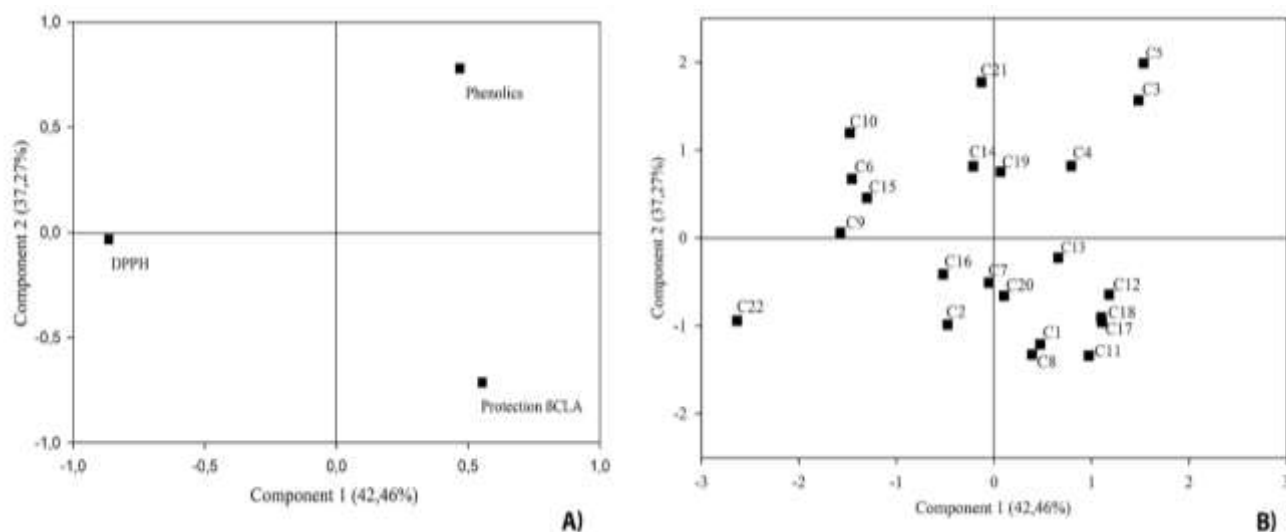 1,0
0,5
0,0
-0,5
-1,0
-1,0
-0,5
0,0
0,5
1,0
Component 2 (37,27%)
Component 1 (42,46%)
Phenolics
DPPH
Protection BCLA
A)
2
1
0
-1
-2
-3
-2
-1
0
1
2
3
Component 2 (37,27%)
Component 1 (42,46%)
C5
C21
C3
C10
C14
C19
C4
C6
C15
C9
C13
C16
C7
C20
C12
C22
C2
C18
C17
C1
C8
C11
B)